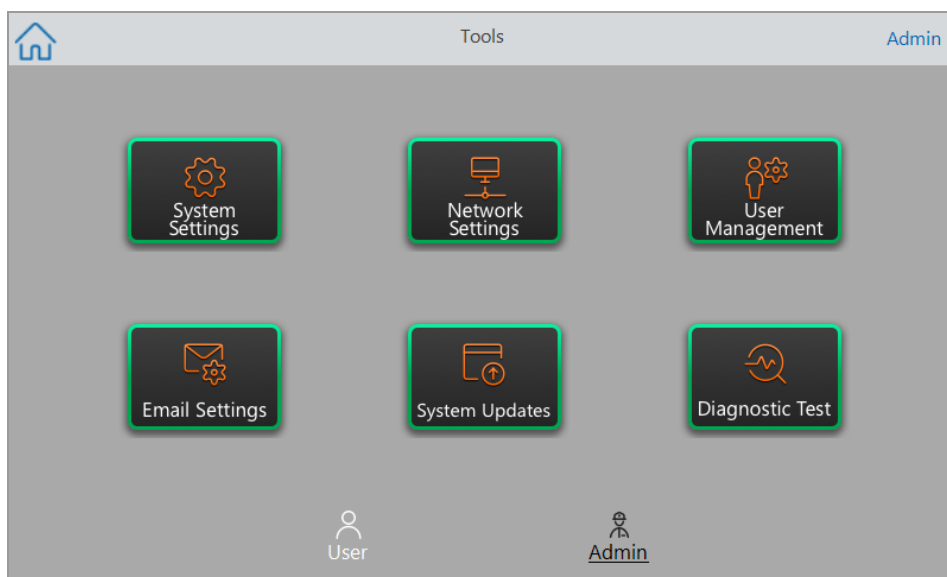 Tools
Admin
System
Settings
Network
Settings
User
Management
Email Settings
System Updates
Diagnostic Test
User
Admin